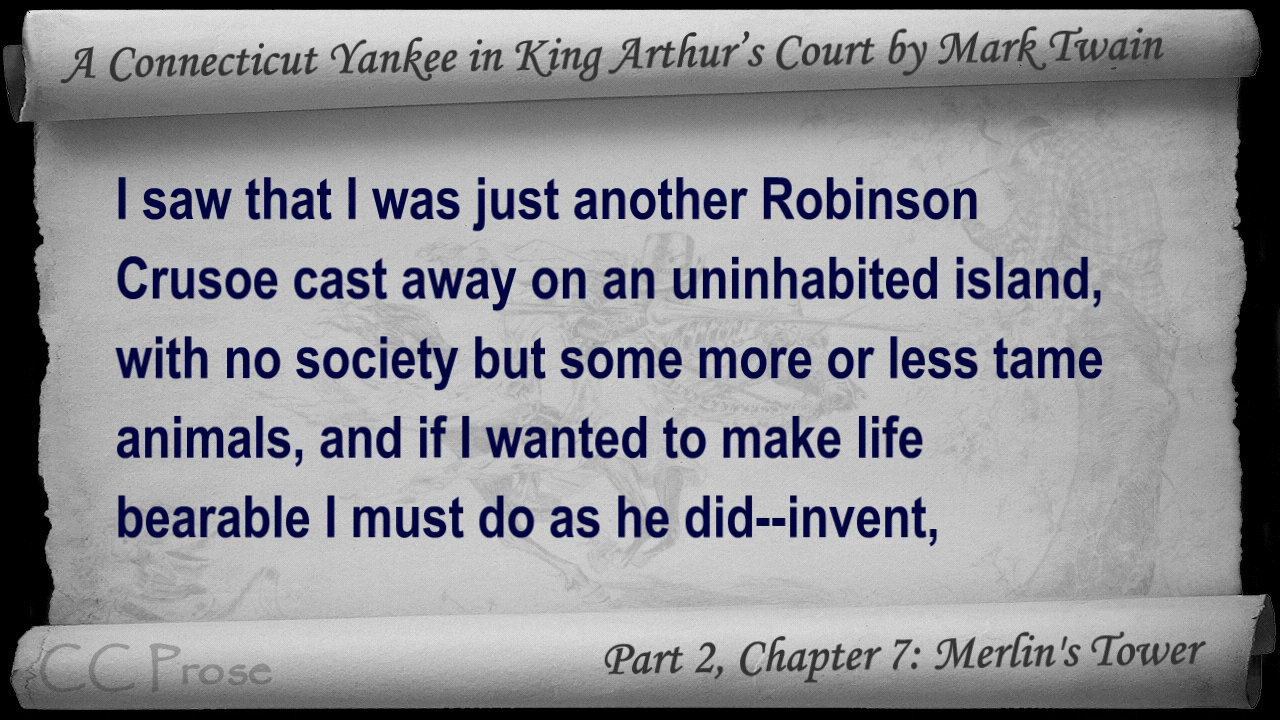 A Connecticut Yankee in King Arthur's Court by Mark Twain
I saw that I was just another Robinson
Crusoe cast away on an uninhabited island,
with no society but some more or less tame
animals, and if I wanted to make life
bearable I must do as he did--invent,
CC Prose
Part 2, Chapter 7: Merlin's Tower